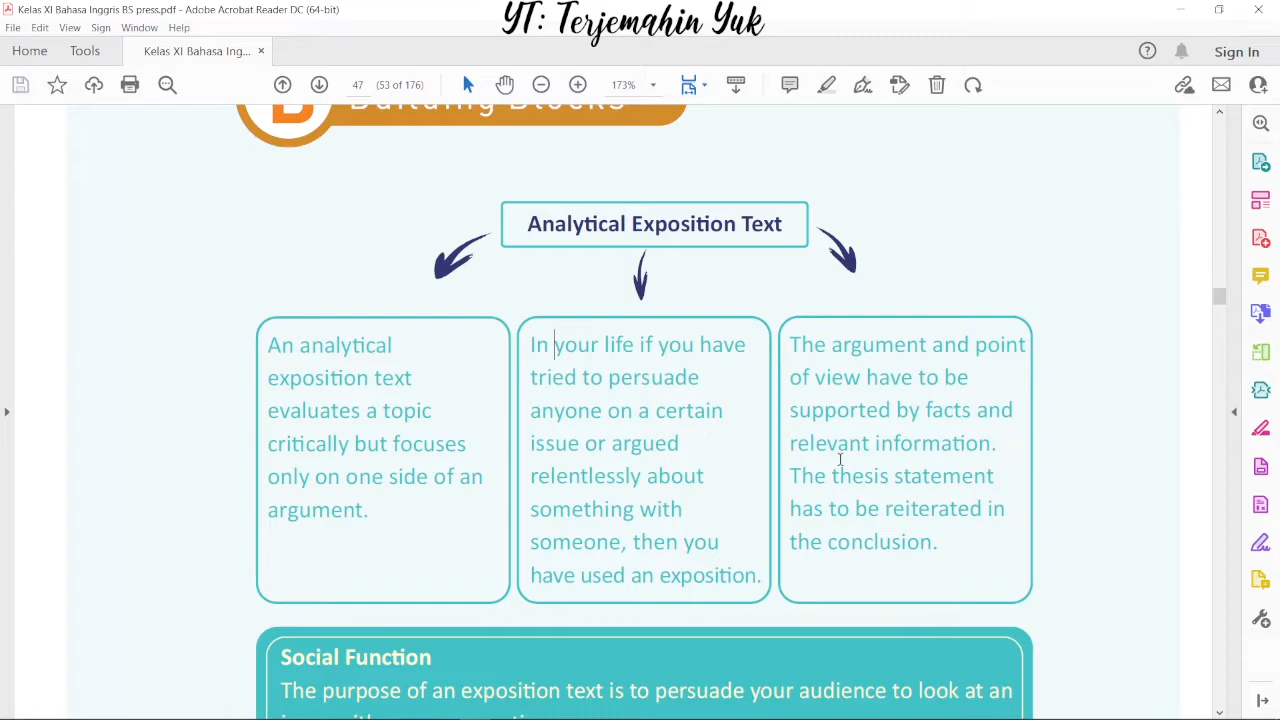 Kelas XI Bahasa Inggris BS press.pdf - Adobe Acrobat Reader DC (64-bit)
YT: Terjemahin Yuk
File Edit View Sign Window Help
Home Tools Kelas XI Bahasa Ing... × Sign In
47 (53 of 176) 173%
B Building Blocks
Analytical Exposition Text
An analytical
exposition text
evaluates a topic
critically but focuses
only on one side of an
argument.
In your life if you have
tried to persuade
anyone on a certain
issue or argued
relentlessly about
something with
someone, then you
have used an exposition.
The argument and point
of view have to be
supported by facts and
relevant information.
The thesis statement
has to be reiterated in
the conclusion.
Social Function
The purpose of an exposition text is to persuade your audience to look at an